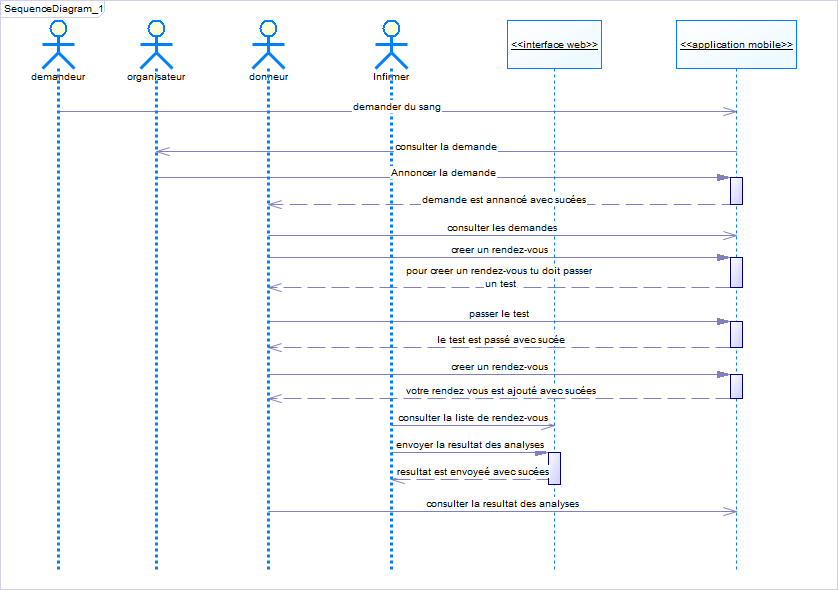 SequenceDiagram_1
<<interface web>>
<<application mobile>>
demandeur
organisateur
donneur
Infirmer
demander du sang
consulter la demande
Annoncer la demande
demande est annancé avec sucées
consulter les demandes
creer un rendez-vous
pour creer un rendez-vous tu doit passer
un test
passer le test
le test est passé avec sucée
creer un rendez-vous
votre rendez vous est ajouté avec sucées
consulter la liste de rendez-vous
envoyer la resultat des analyses
resultat est envoyeé avec sucées
consulter la resultat des analyses